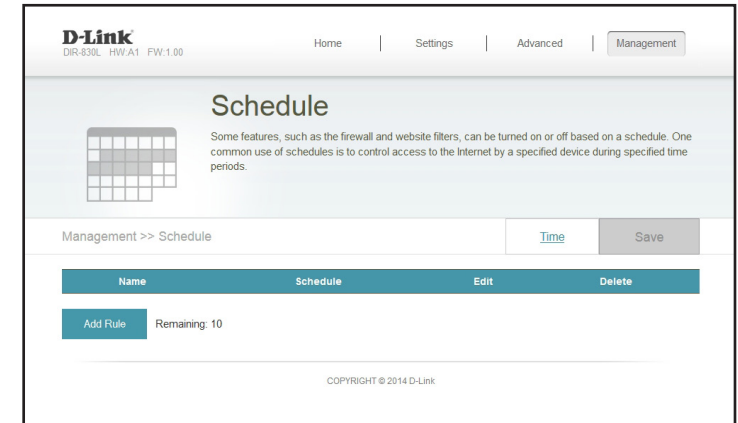 D-Link
DIR-830L HW:A1 FW:1.00
Home Settings Advanced Management
Schedule
Some features, such as the firewall and website filters, can be turned on or off based on a schedule. One
common use of schedules is to control access to the Internet by a specified device during specified time
periods.
Management >> Schedule Time Save
Name Schedule Edit Delete
Add Rule Remaining: 10
COPYRIGHT © 2014 D-Link